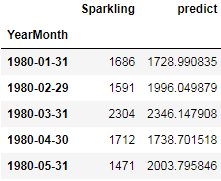 Sparkling predict
YearMonth
1980-01-31 1686 1728.990835
1980-02-29 1591 1996.049879
1980-03-31 2304 2346.147908
1980-04-30 1712 1738.701518
1980-05-31 1471 2003.795846